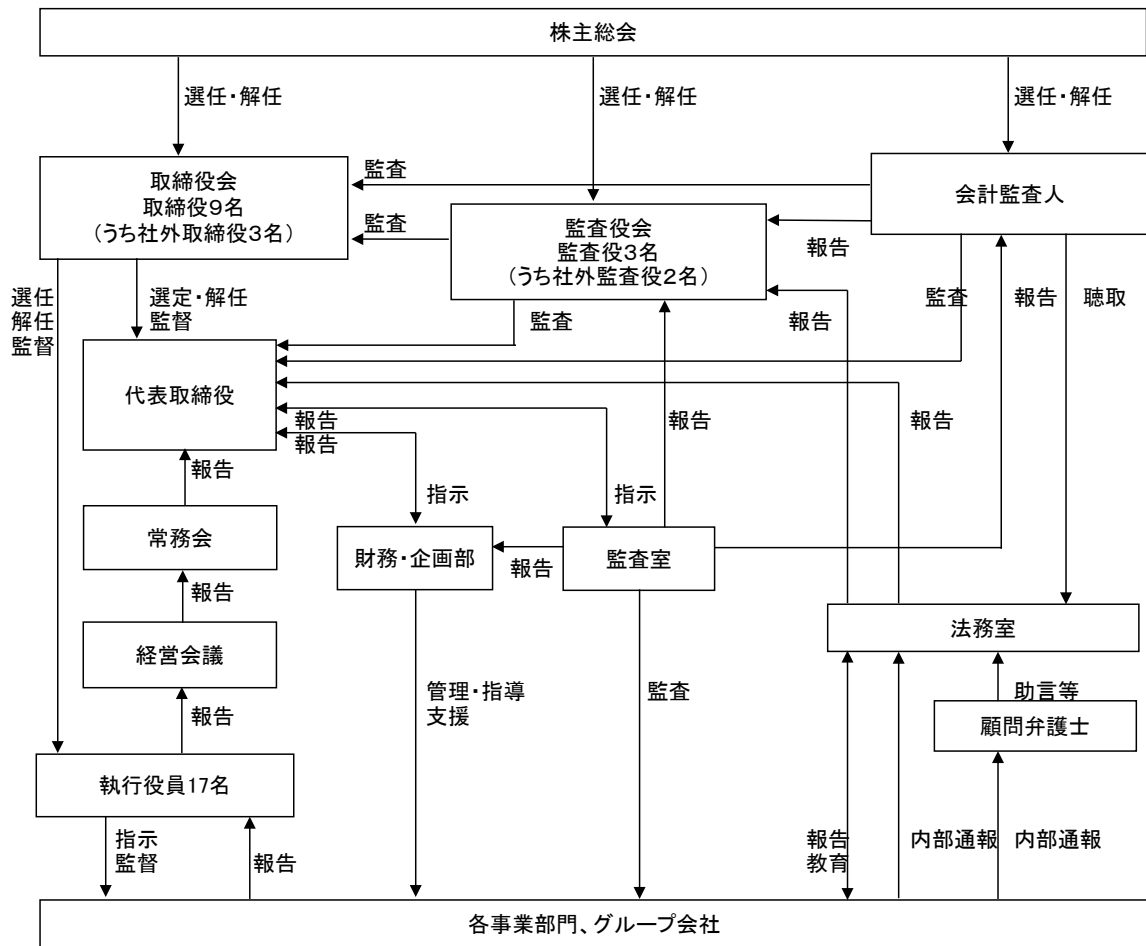 株主総会
選任・解任
選任・解任
選任・解任
取締役会
取締役9名
(うち社外取締役3名)
監査
監査
監査役会
監査役3名
(うち社外監査役2名)
会計監査人
報告
選任
解任
監督
選定・解任
監督
監査
報告
監査
報告
聴取
代表取締役
報告
報告
報告
報告
報告
指示
指示
常務会
財務・企画部
報告
監査室
報告
法務室
経営会議
管理・指導
支援
監査
助言等
報告
顧問弁護士
執行役員17名
指示
監督
報告
報告
教育
内部通報
内部通報
各事業部門、グループ会社